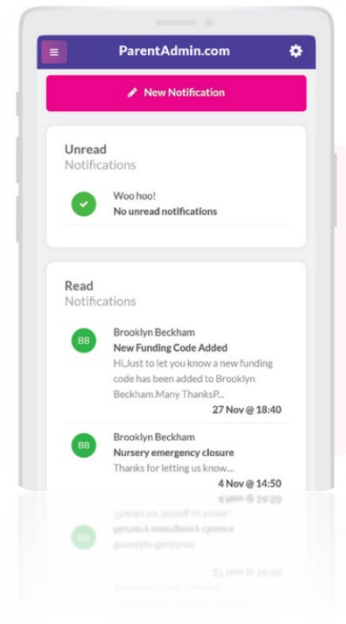 ParentAdmin.com
New Notification
Unread
Notifications
Woo hoo!
No unread notifications
Read
Notifications
BB
Brooklyn Beckham
New Funding Code Added
Hi,Just to let you know a new funding
code has been added to Brooklyn
Beckham.Many ThanksP...
27 Nov @ 18:40
BB
Brooklyn Beckham
Nursery emergency closure
Thanks for letting us know....
4 Nov @ 14:50